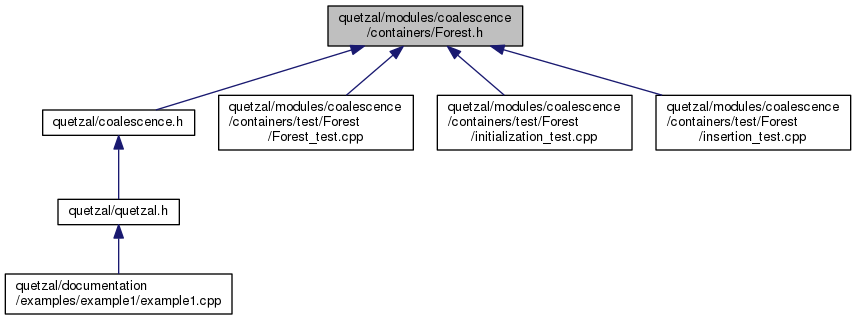 quetzal/modules/coalescence
/containers/Forest.h
quetzal/coalescence.h
quetzal/modules/coalescence
/containers/test/Forest
/Forest_test.cpp
quetzal/modules/coalescence
/containers/test/Forest
/initialization_test.cpp
quetzal/modules/coalescence
/containers/test/Forest
/insertion_test.cpp
quetzal/quetzal.h
quetzal/documentation
/examples/example1/example1.cpp